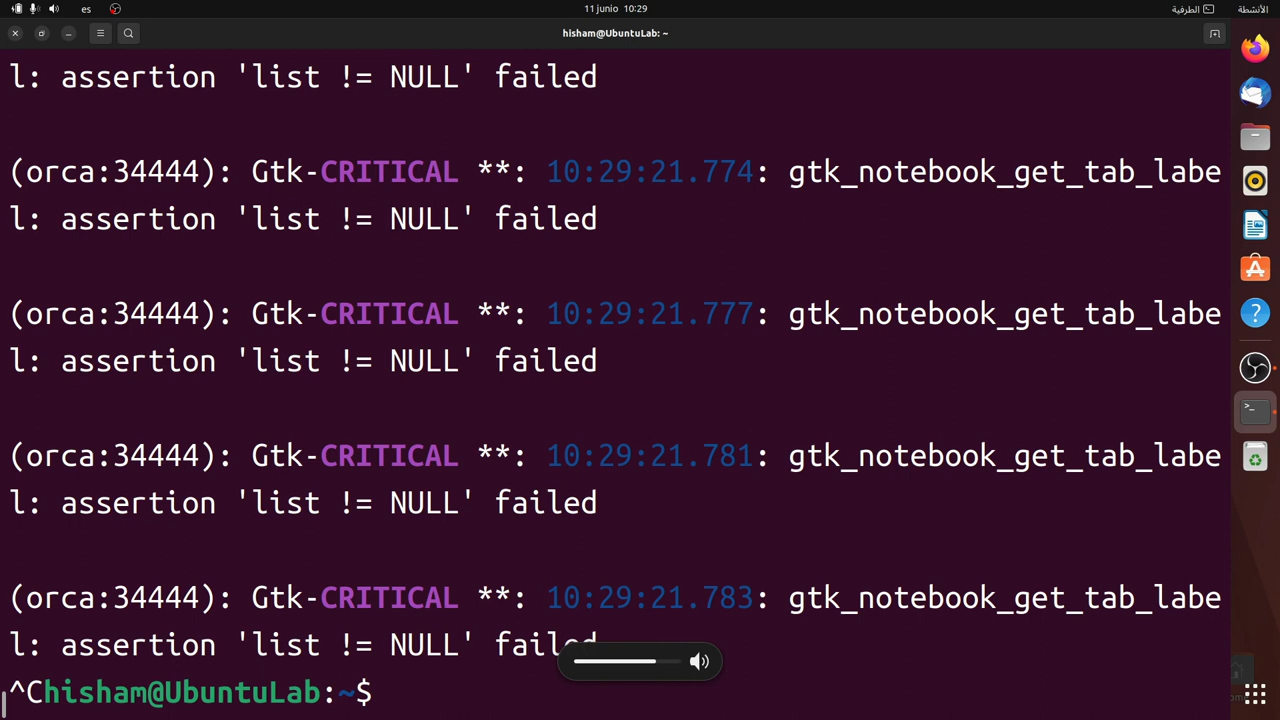 es
11 junio 10:29
الطرفية
الأنشطة
hisham@UbuntuLab: ~
l: assertion 'list != NULL' failed
(orca:34444): Gtk-CRITICAL **: 10:29:21.774: gtk_notebook_get_tab_labe
l: assertion 'list != NULL' failed
(orca:34444): Gtk-CRITICAL **: 10:29:21.777: gtk_notebook_get_tab_labe
l: assertion 'list != NULL' failed
(orca:34444): Gtk-CRITICAL **: 10:29:21.781: gtk_notebook_get_tab_labe
l: assertion 'list != NULL' failed
(orca:34444): Gtk-CRITICAL **: 10:29:21.783: gtk_notebook_get_tab_labe
l: assertion 'list != NULL' failed
^Chisham@UbuntuLab:~$